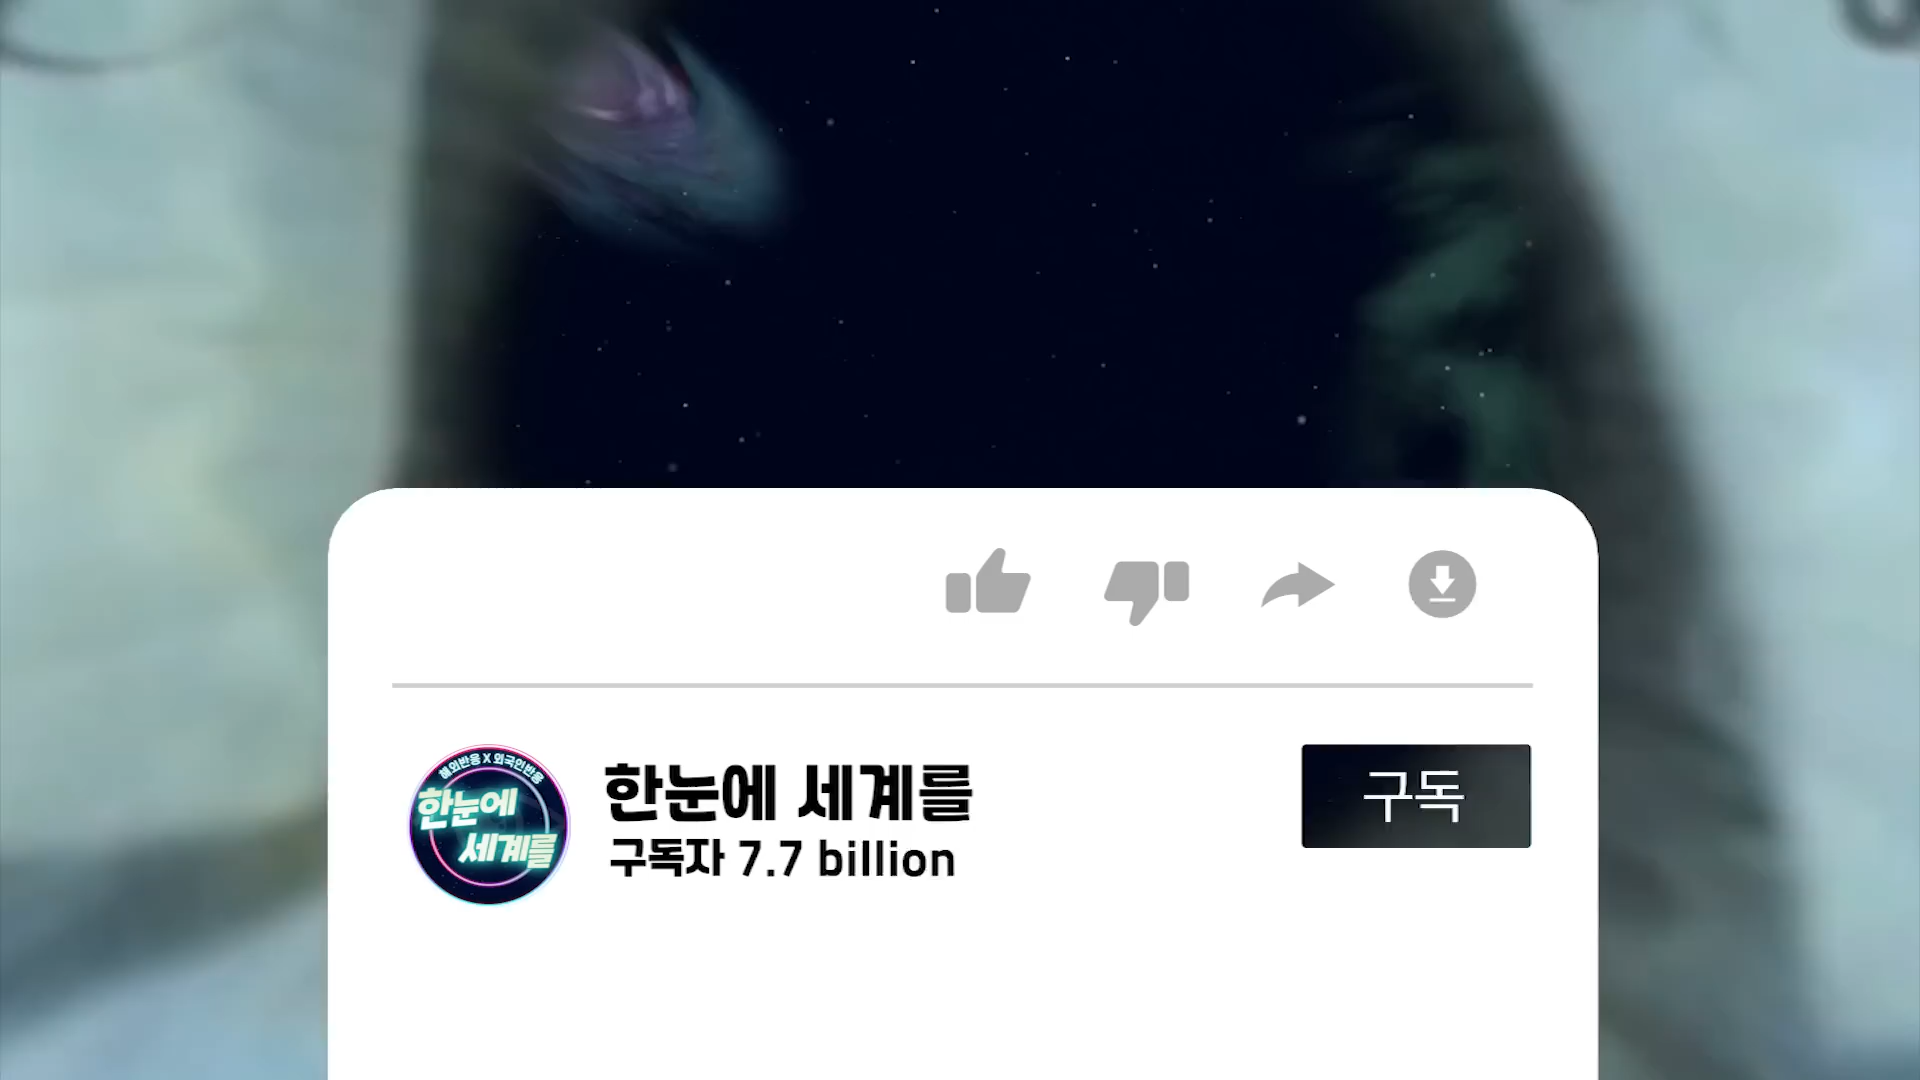 해외반응 X 외국인반응
한눈에
세계를
한눈에 세계를
구독자 7.7 billion
구독